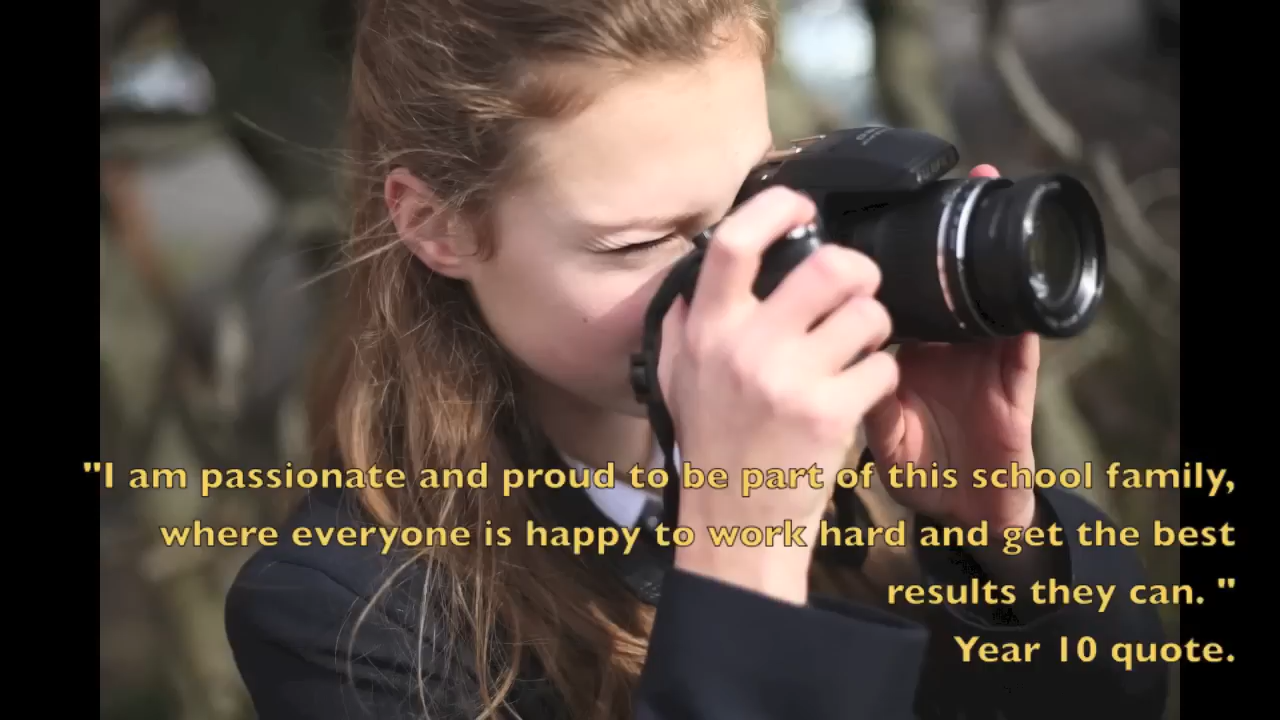 "I am passionate and proud to be part of this school family,
where everyone is happy to work hard and get the best
results they can. "
Year 10 quote.